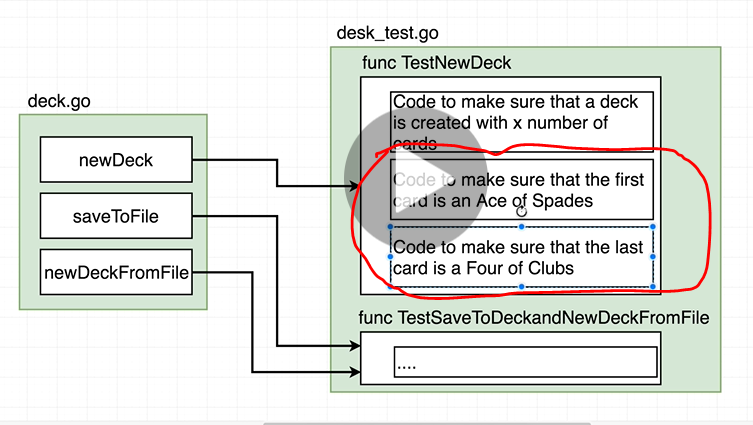 desk_test.go
func TestNewDeck
deck.go
Code to make sure that a deck
is created with x number of
cards
newDeck
Code to make sure that the first
card is an Ace of Spades
saveToFile
Code to make sure that the last
card is a Four of Clubs
newDeckFromFile
func TestSaveToDeckandNewDeckFromFile
....